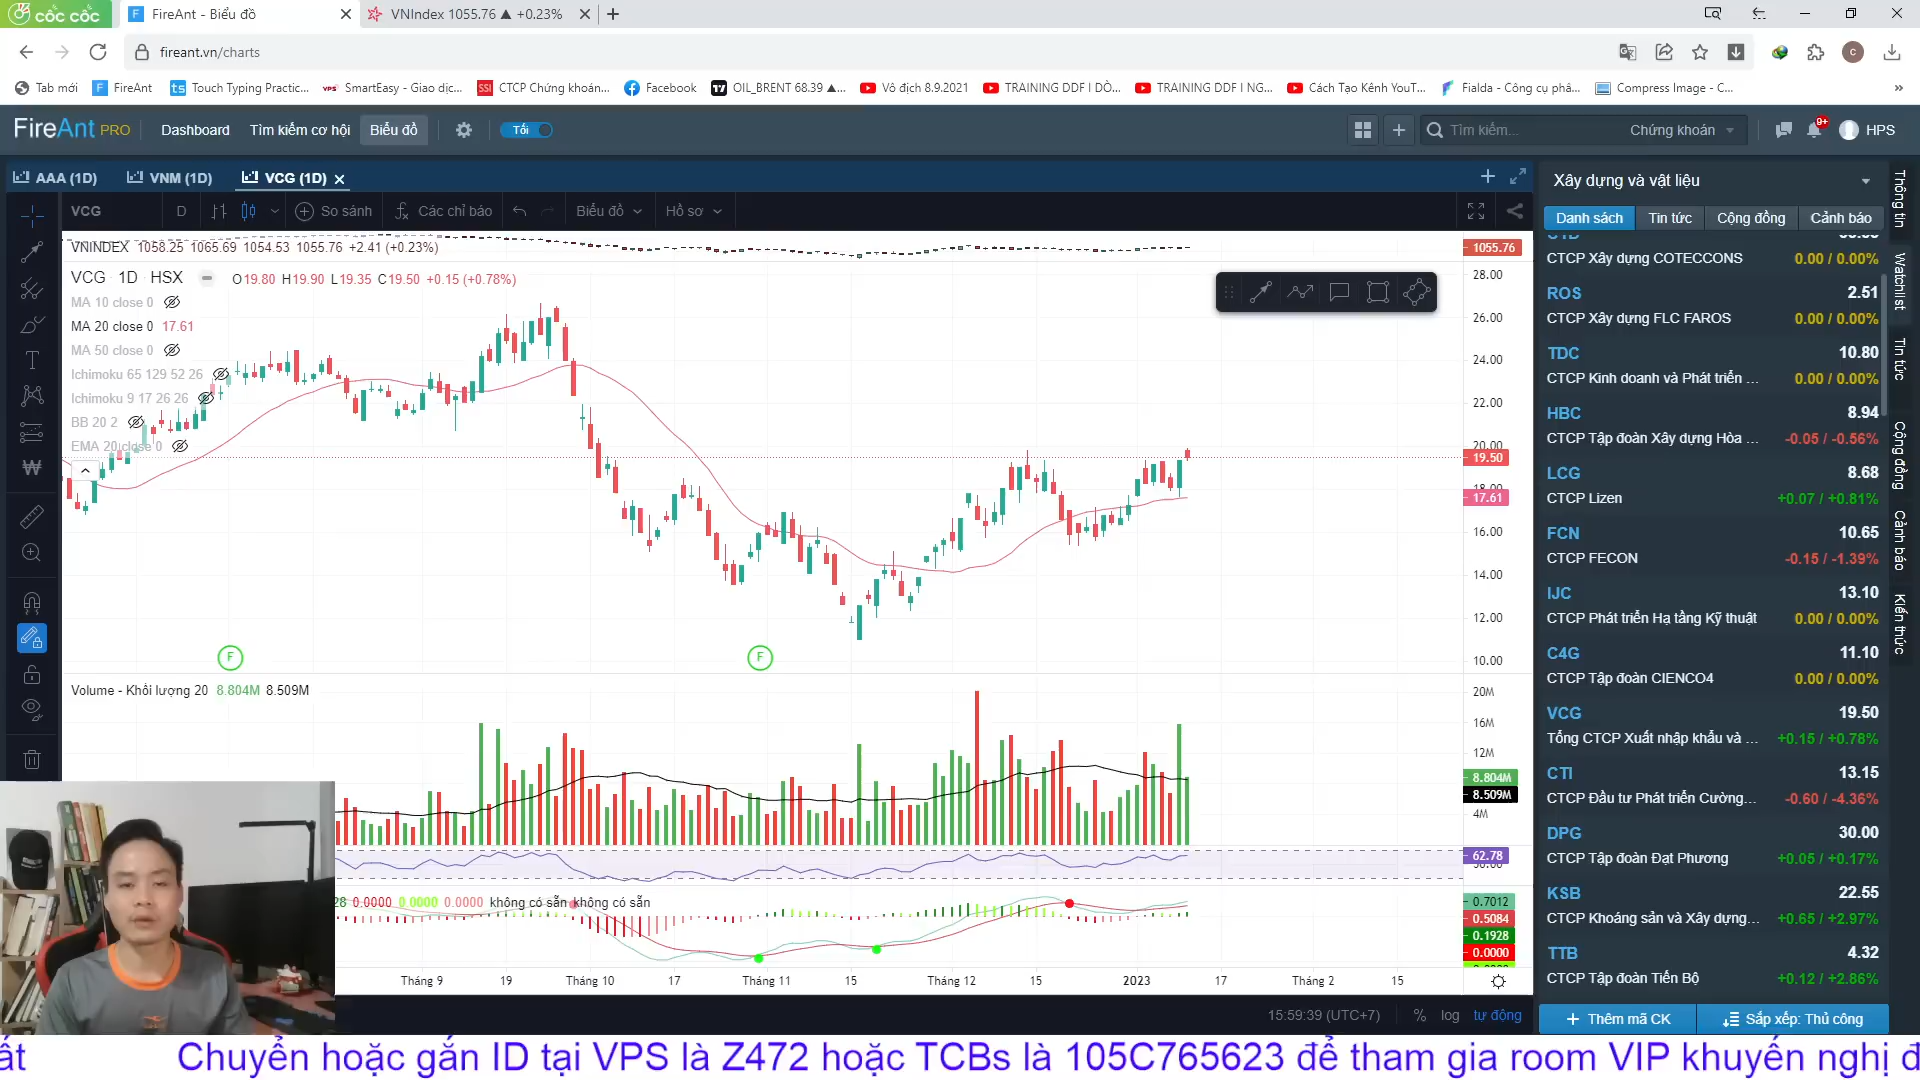 cốc cốc
FireAnt - Biểu đồ
VNIndex 1055.76 ▲ +0.23%
fireant.vn/charts
Tab mới
FireAnt
Touch Typing Practic...
SmartEasy - Giao dịc...
CTCP Chứng khoán...
Facebook
OIL_BRENT 68.39 ▲...
Vô địch 8.9.2021
TRAINING DDF I DÒ...
TRAINING DDF I NG...
Cách Tạo Kênh YouT...
Fialda - Công cụ phâ...
Compress Image - C...
FireAnt PRO
Dashboard
Tìm kiếm cơ hội
Biểu đồ
Tối
Tìm kiếm...
Chứng khoán
9+
HPS
AAA (1D)
VNM (1D)
VCG (1D)
VCG
D
So sánh
Các chỉ báo
Biểu đồ
Hồ sơ
VNINDEX 1058.25 1065.69 1054.53 1055.76 +2.41 (+0.23%)
VCG 1D HSX O19.80 H19.90 L19.35 C19.50 +0.15 (+0.78%)
MA 10 close 0
MA 20 close 0 17.61
MA 50 close 0
Ichimoku 65 129 52 26
Ichimoku 9 17 26 26
BB 20 2
EMA 20 close 0
1055.76
28.00
26.00
24.00
22.00
20.00
19.50
18.00
17.61
16.00
14.00
12.00
10.00
F
F
Volume - Khối lượng 20 8.804M 8.509M
20M
16M
12M
8.804M
8.509M
4M
62.78
28 0.0000 0.0000 0.0000 không có sẵn không có sẵn
0.7012
0.5084
0.1928
0.0000
Tháng 9
19
Tháng 10
17
Tháng 11
15
Tháng 12
15
2023
17
Tháng 2
15
15:59:39 (UTC+7)
%
log
tự động
Xây dựng và vật liệu
Danh sách
Tin tức
Cộng đồng
Cảnh báo
CTCP Xây dựng COTECCONS 0.00 / 0.00%
ROS 2.51
CTCP Xây dựng FLC FAROS 0.00 / 0.00%
TDC 10.80
CTCP Kinh doanh và Phát triển ... 0.00 / 0.00%
HBC 8.94
CTCP Tập đoàn Xây dựng Hòa ... -0.05 / -0.56%
LCG 8.68
CTCP Lizen +0.07 / +0.81%
FCN 10.65
CTCP FECON -0.15 / -1.39%
IJC 13.10
CTCP Phát triển Hạ tầng Kỹ thuật 0.00 / 0.00%
C4G 11.10
CTCP Tập đoàn CIENCO4 0.00 / 0.00%
VCG 19.50
Tổng CTCP Xuất nhập khẩu và ... +0.15 / +0.78%
CTI 13.15
CTCP Đầu tư Phát triển Cường... -0.60 / -4.36%
DPG 30.00
CTCP Tập đoàn Đạt Phương +0.05 / +0.17%
KSB 22.55
CTCP Khoáng sản và Xây dựng... +0.65 / +2.97%
TTB 4.32
CTCP Tập đoàn Tiến Bộ +0.12 / +2.86%
Thêm mã CK
Sắp xếp: Thủ công
Thông tin
Watchlist
Tin tức
Cộng đồng
Cảnh báo
Kiến thức
ất Chuyển hoặc gắn ID tại VPS là Z472 hoặc TCBs là 105C765623 để tham gia room VIP khuyến nghị đ